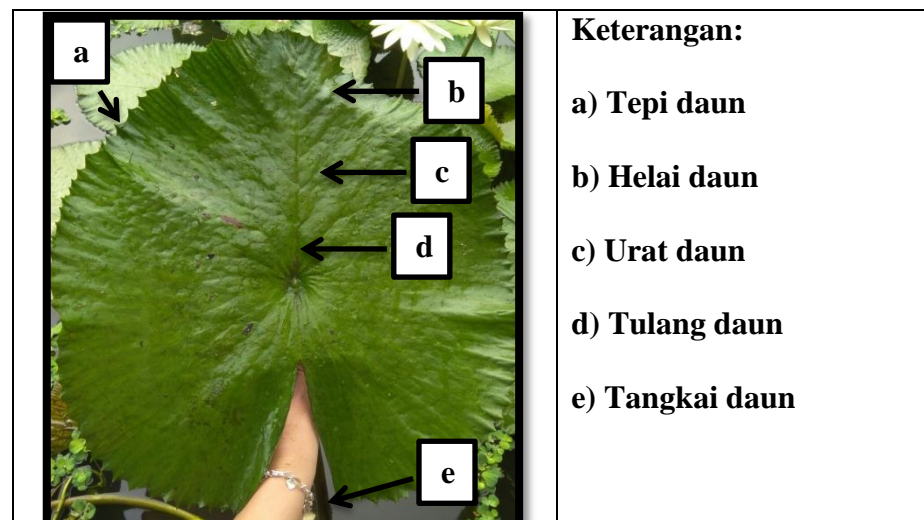 a
b
c
d
e
Keterangan:
a) Tepi daun
b) Helai daun
c) Urat daun
d) Tulang daun
e) Tangkai daun